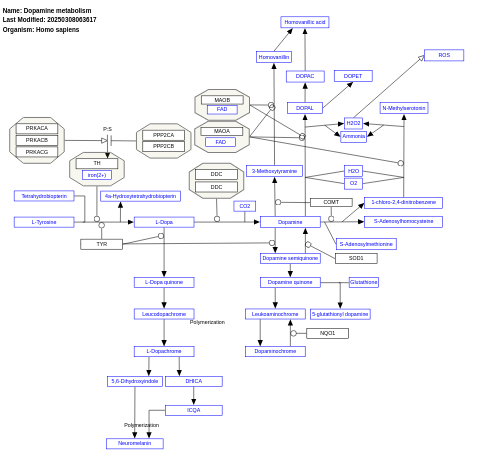 Name: Dopamine metabolism
Last Modified: 20250308063617
Organism: Homo sapiens
Homovanillic acid
Homovanillin
ROS
DOPAC
DOPET
MAOB
FAD
DOPAL
N-Methylserotonin
PRKACA
PRKACB
PRKACG
P:S
PPP2CA
PPP2CB
MAOA
FAD
H2O2
Ammonia
TH
iron(2+)
DDC
DDC
3-Methoxytyramine
H2O
O2
Tetrahydrobiopterin
4a-Hydroxytetrahydrobiopterin
CO2
COMT
1-chloro-2,4-dinitrobenzene
L-Tyrosine
L-Dopa
Dopamine
S-Adenosylhomocysteine
TYR
S-Adenosylmethionine
Dopamine semiquinone
SOD1
L-Dopa quinone
Dopamine quinone
Glutathione
Leucodopachrome
Leukoaminochrome
5-glutathionyl dopamine
Polymerization
NQO1
L-Dopachrome
Dopaminochrome
5,6-Dihydroxyindole
DHICA
ICQA
Polymerization
Neuromelanin